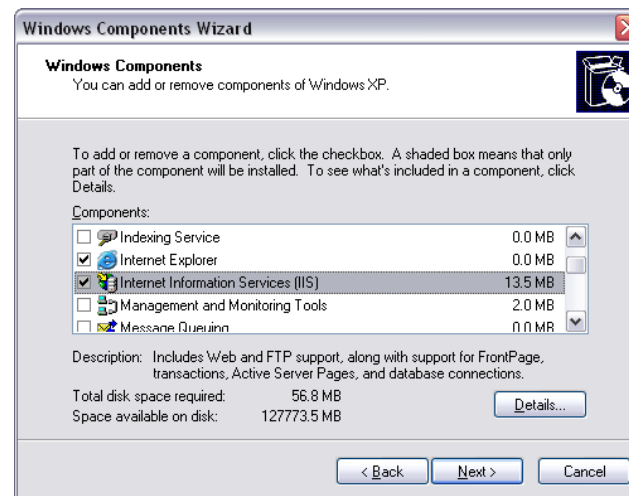 Windows Components Wizard
Windows Components
You can add or remove components of Windows XP.
To add or remove a component, click the checkbox. A shaded box means that only
part of the component will be installed. To see what's included in a component, click
Details.
Components:
Indexing Service 0.0 MB
Internet Explorer 0.0 MB
Internet Information Services (IIS) 13.5 MB
Management and Monitoring Tools 2.0 MB
Message Queuing 0.0 MB
Description: Includes Web and FTP support, along with support for FrontPage,
transactions, Active Server Pages, and database connections.
Total disk space required: 56.8 MB
Space available on disk: 127773.5 MB
Details...
< Back Next > Cancel